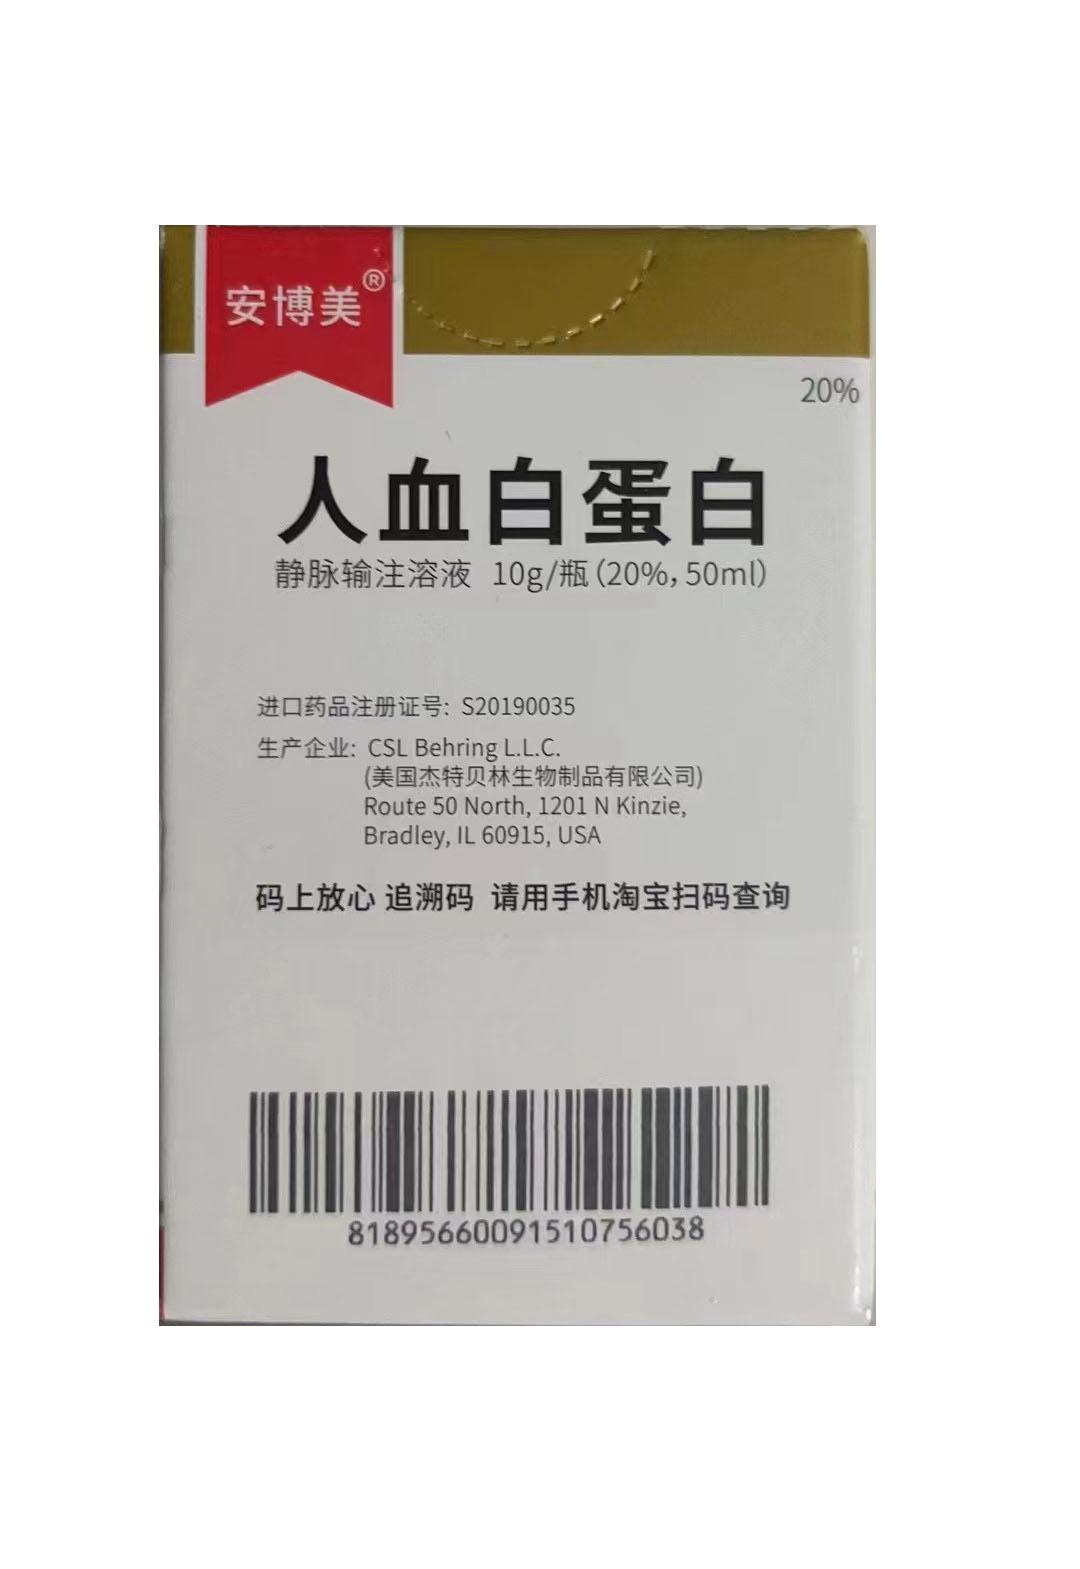 安博美®
20%
人血白蛋白
静脉输注溶液 10g/瓶(20%, 50ml)
进口药品注册证号: S20190035
生产企业: CSL Behring L.L.C.
(美国杰特贝林生物制品有限公司)
Route 50 North, 1201 N Kinzie,
Bradley, IL 60915, USA
码上放心 追溯码 请用手机淘宝扫码查询
81895660091510756038